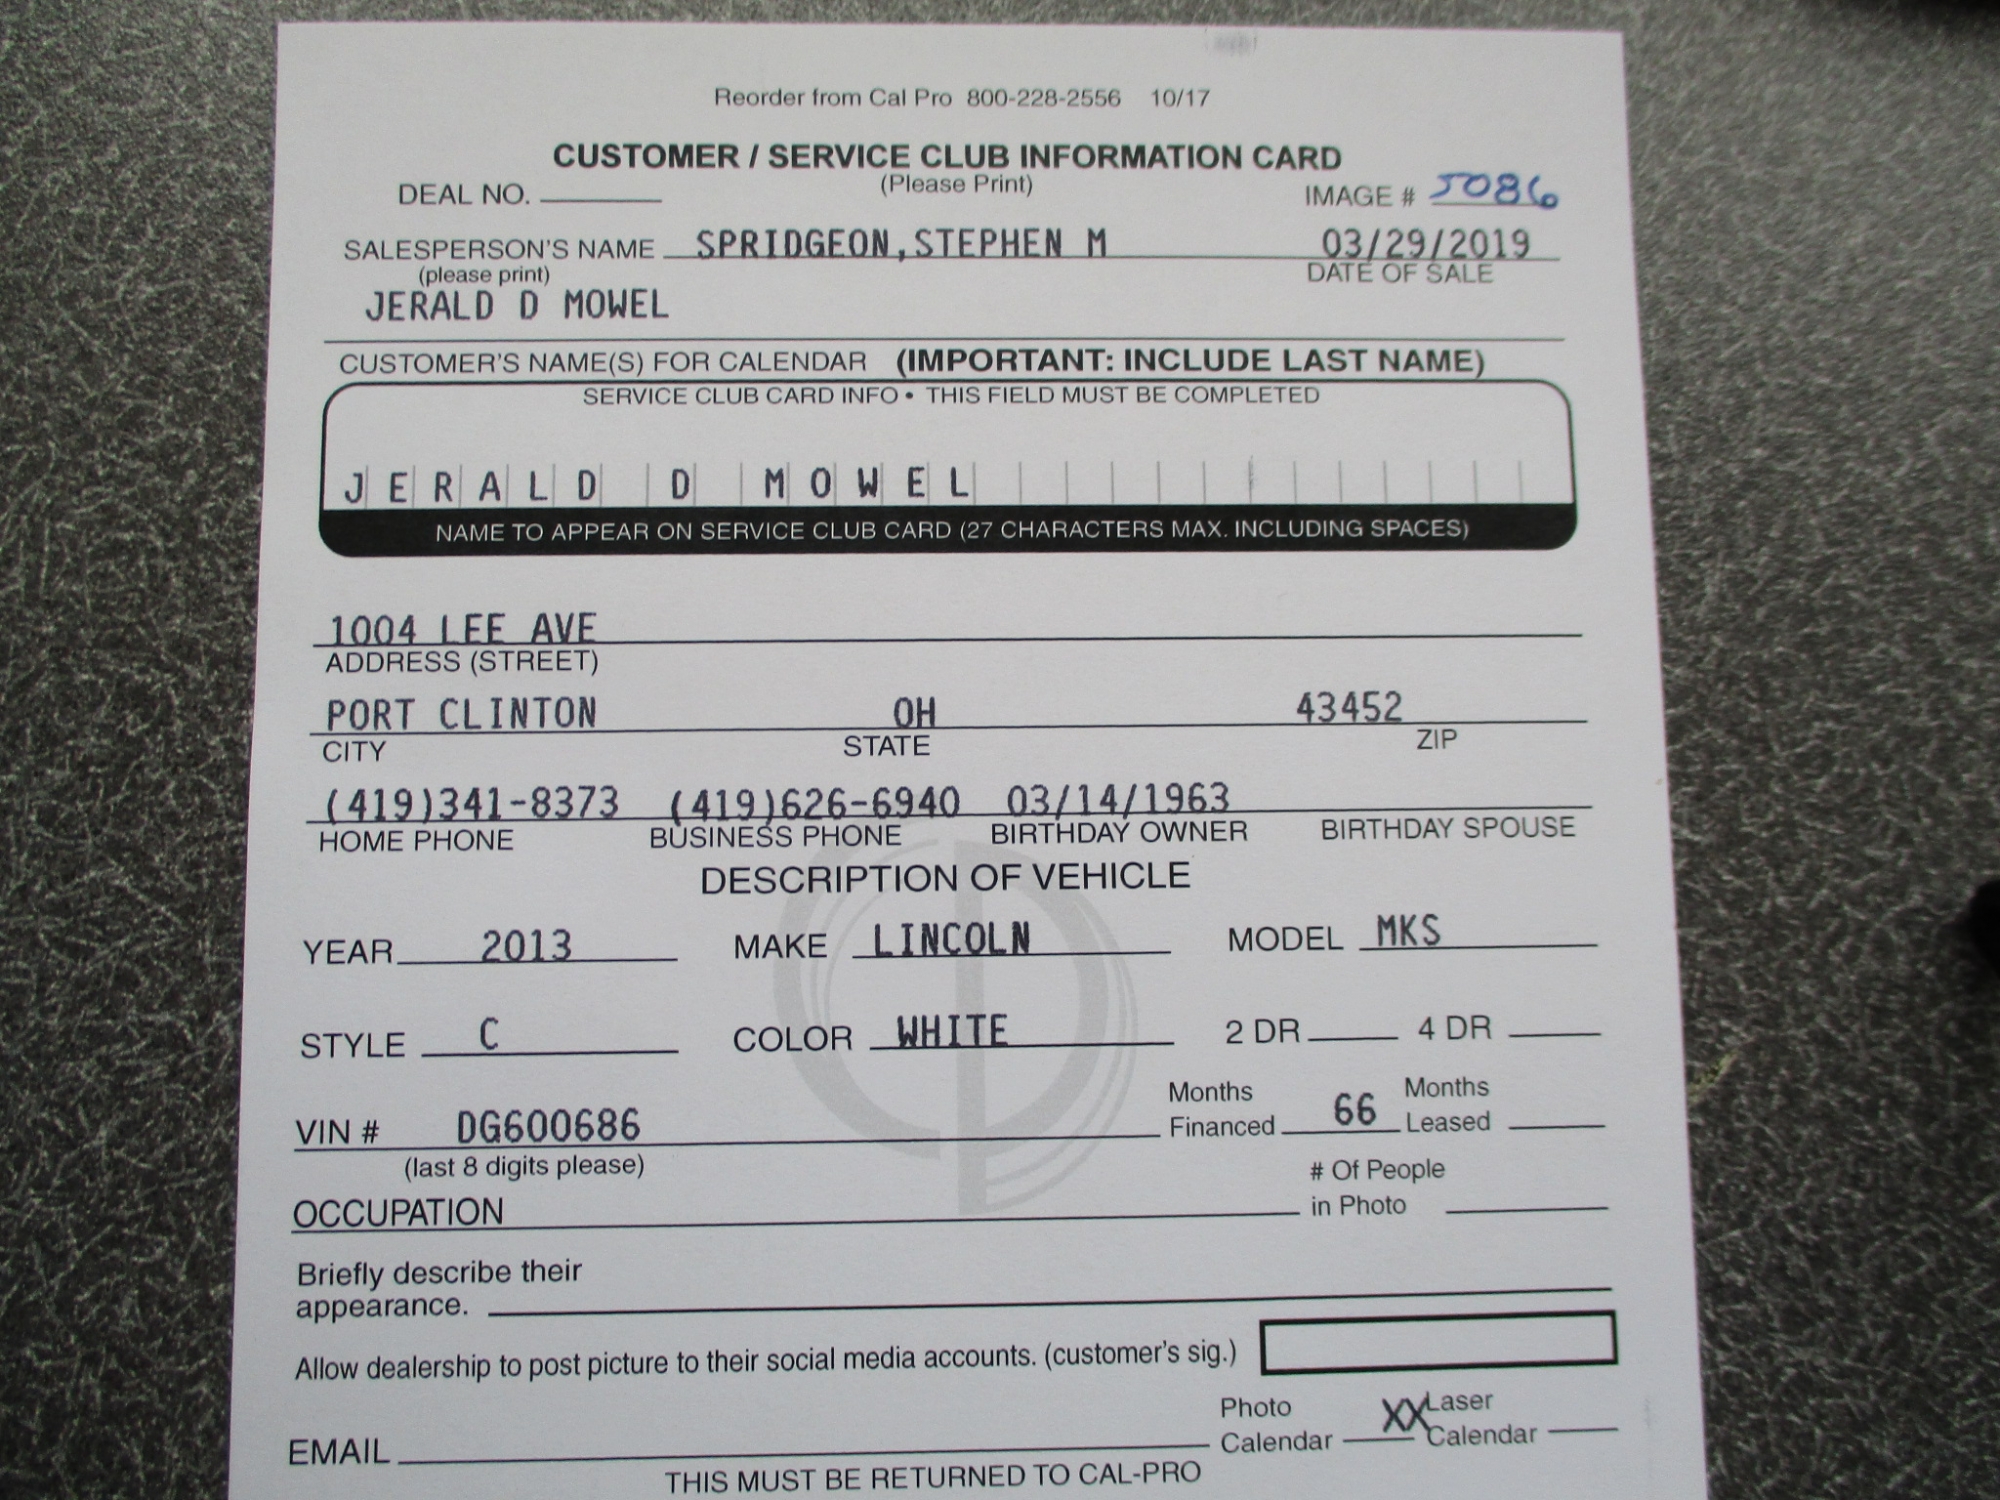 Reorder from Cal Pro 800-228-2556 10/17
CUSTOMER / SERVICE CLUB INFORMATION CARD
(Please Print)
DEAL NO. IMAGE # 5086
SALESPERSON'S NAME SPRIDGEON,STEPHEN M 03/29/2019
(please print) DATE OF SALE
JERALD D MOWEL
CUSTOMER'S NAME(S) FOR CALENDAR (IMPORTANT: INCLUDE LAST NAME)
SERVICE CLUB CARD INFO • THIS FIELD MUST BE COMPLETED
JERALD D MOWEL
NAME TO APPEAR ON SERVICE CLUB CARD (27 CHARACTERS MAX. INCLUDING SPACES)
1004 LEE AVE
ADDRESS (STREET)
PORT CLINTON OH 43452
CITY STATE ZIP
(419)341-8373 (419)626-6940 03/14/1963
HOME PHONE BUSINESS PHONE BIRTHDAY OWNER BIRTHDAY SPOUSE
DESCRIPTION OF VEHICLE
YEAR 2013 MAKE LINCOLN MODEL MKS
STYLE C COLOR WHITE 2 DR 4 DR
VIN # DG600686 Months Financed 66 Months Leased
(last 8 digits please)
OCCUPATION # Of People in Photo
Briefly describe their
appearance.
Allow dealership to post picture to their social media accounts. (customer's sig.)
EMAIL Photo Calendar XX Laser Calendar
THIS MUST BE RETURNED TO CAL-PRO